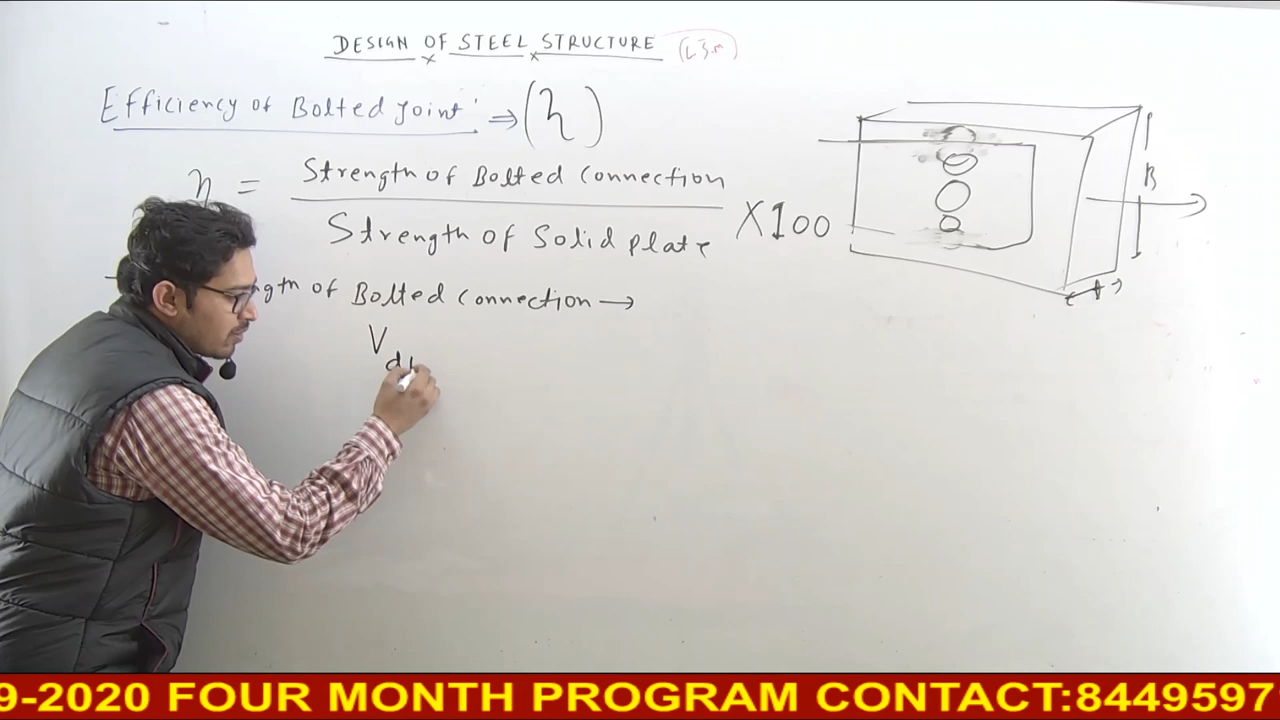 DESIGN OF STEEL STRUCTURE
Efficiency of Bolted Joint ⇒ (η)
η = Strength of Bolted Connection
Strength of Solid plate
X100
ngth of Bolted Connection →
V
B
t
9-2020 FOUR MONTH PROGRAM CONTACT:8449597